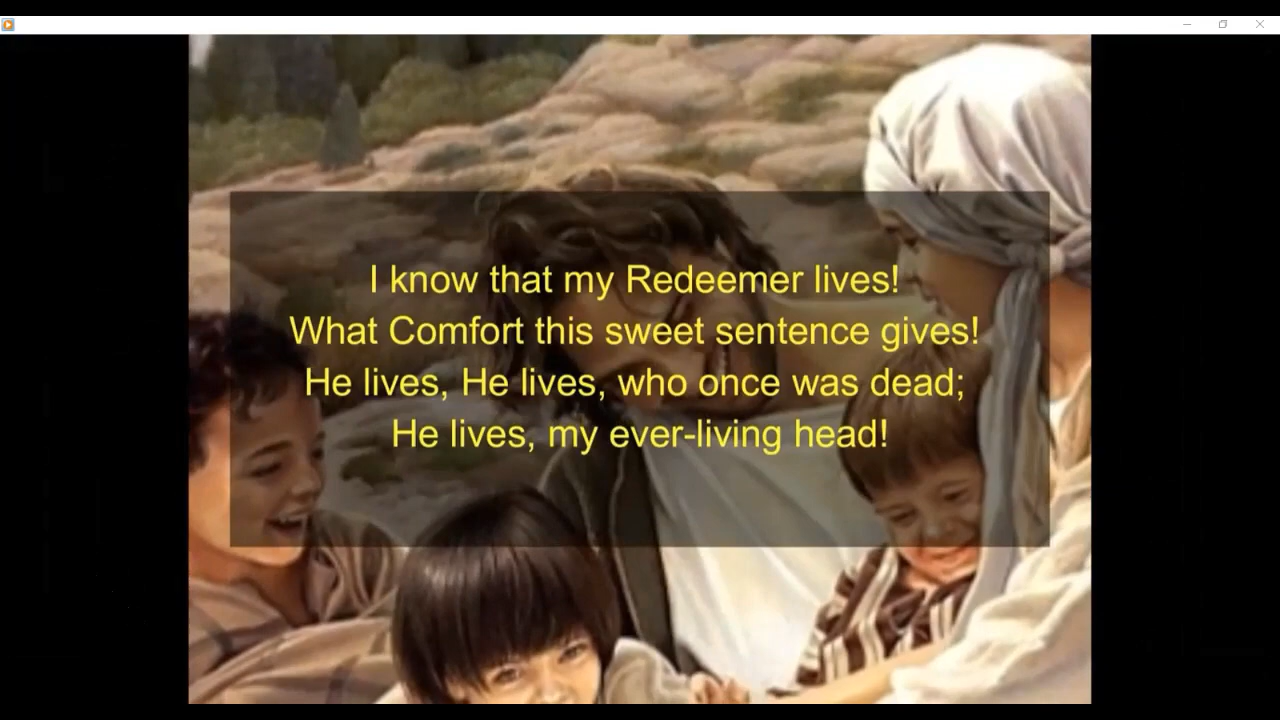 I know that my Redeemer lives!
What Comfort this sweet sentence gives!
He lives, He lives, who once was dead;
He lives, my ever-living head!